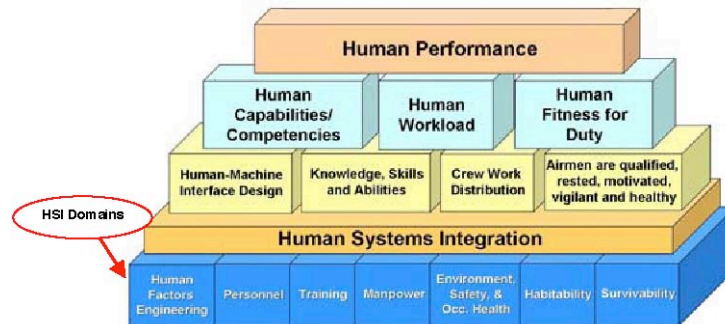 Human Performance
Human
Capabilities/
Competencies
Human
Workload
Human
Fitness for
Duty
Human-Machine
Interface Design
Knowledge, Skills
and Abilities
Crew Work
Distribution
Airmen are qualified,
rested, motivated,
vigilant and healthy
HSI Domains
Human Systems Integration
Human
Factors
Engineering
Personnel
Training
Manpower
Environment,
Safety, &
Occ. Health
Habitability
Survivability